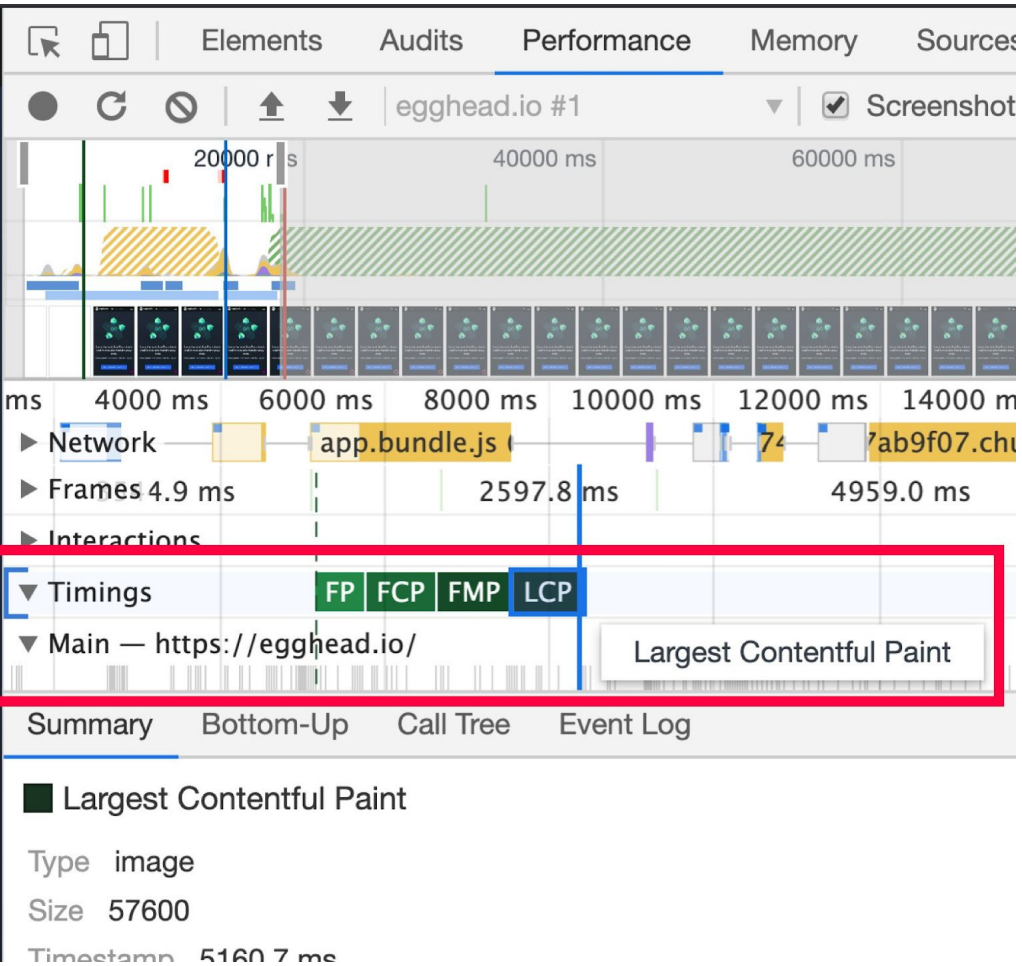 Elements Audits Performance Memory Sources
egghead.io #1 Screenshot
20000 ms 40000 ms 60000 ms
ms 4000 ms 6000 ms 8000 ms 10000 ms 12000 ms 14000 m
Network app.bundle.js ( 74 7ab9f07.chu
Frames 4.9 ms 2597.8 ms 4959.0 ms
Interactions
Timings FP FCP FMP LCP
Main — https://egghead.io/
Largest Contentful Paint
Summary Bottom-Up Call Tree Event Log
Largest Contentful Paint
Type image
Size 57600
Timestamp 5160.7 ms